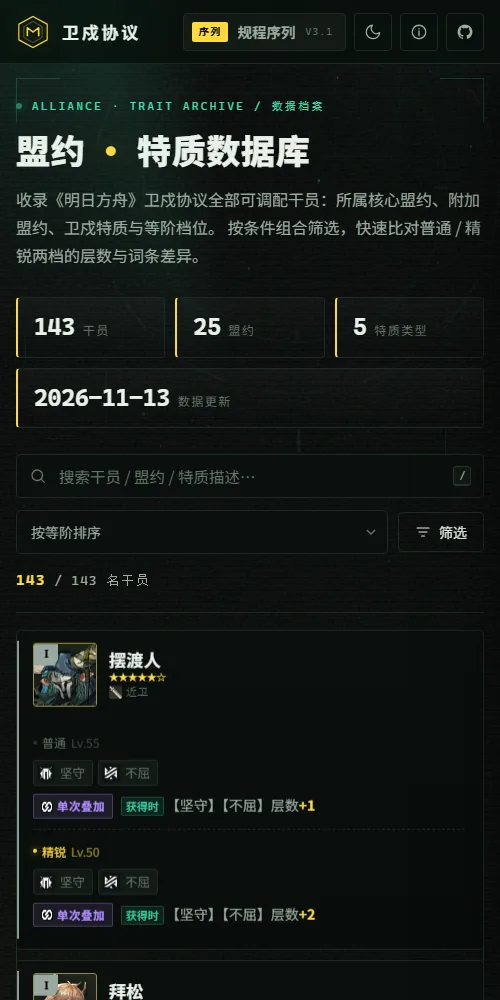 卫戍协议
序列 规程序列 V3.1
ALLIANCE · TRAIT ARCHIVE / 数据档案
盟约 • 特质数据库
收录《明日方舟》卫戍协议全部可调配干员：所属核心盟约、附加
盟约、卫戍特质与等阶档位。 按条件组合筛选，快速比对普通 / 精
锐两档的层数与词条差异。
143 干员
25 盟约
5 特质类型
2026-11-13 数据更新
搜索干员 / 盟约 / 特质描述… /
按等阶排序
筛选
143 / 143 名干员
I
摆渡人
★★★★★☆
近卫
• 普通 Lv.55
坚守 不屈
单次叠加 获得时 【坚守】【不屈】层数+1
• 精锐 Lv.50
坚守 不屈
单次叠加 获得时 【坚守】【不屈】层数+2
I
拜松